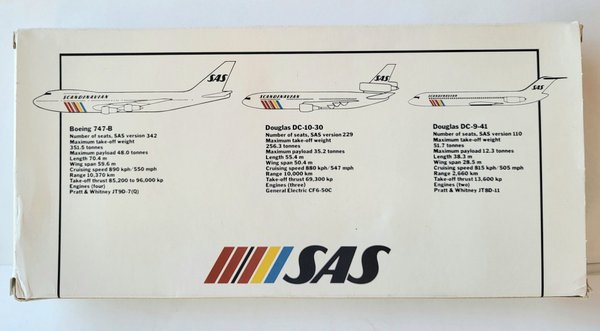 SAS
SCANDINAVIAN
SCANDINAVIAN
SCANDINAVIAN
Boeing 747-B
Number of seats, SAS version 342
Maximum take-off weight
351.5 tonnes
Maximum payload 48.0 tonnes
Length 70.4 m
Wing span 59.6 m
Cruising speed 890 kph/550 mph
Range 10,370 km
Take-off thrust 85,200 to 96,000 kp
Engines (four)
Pratt & Whitney JT9D-7(Q)
Douglas DC-10-30
Number of seats, SAS version 229
Maximum take-off weight
256.3 tonnes
Maximum payload 35.2 tonnes
Length 55.4 m
Wing span 50.4 m
Cruising speed 880 kph/547 mph
Range 10,000 km
Take-off thrust 69,300 kp
Engines (three)
General Electric CF6-50C
Douglas DC-9-41
Number of seats, SAS version 110
Maximum take-off weight
51.7 tonnes
Maximum payload 12.3 tonnes
Length 38.3 m
Wing span 28.5 m
Cruising speed 815 kph/505 mph
Range 2,660 km
Take-off thrust 13,600 kp
Engines (two)
Pratt & Whitney JT8D-11
SAS